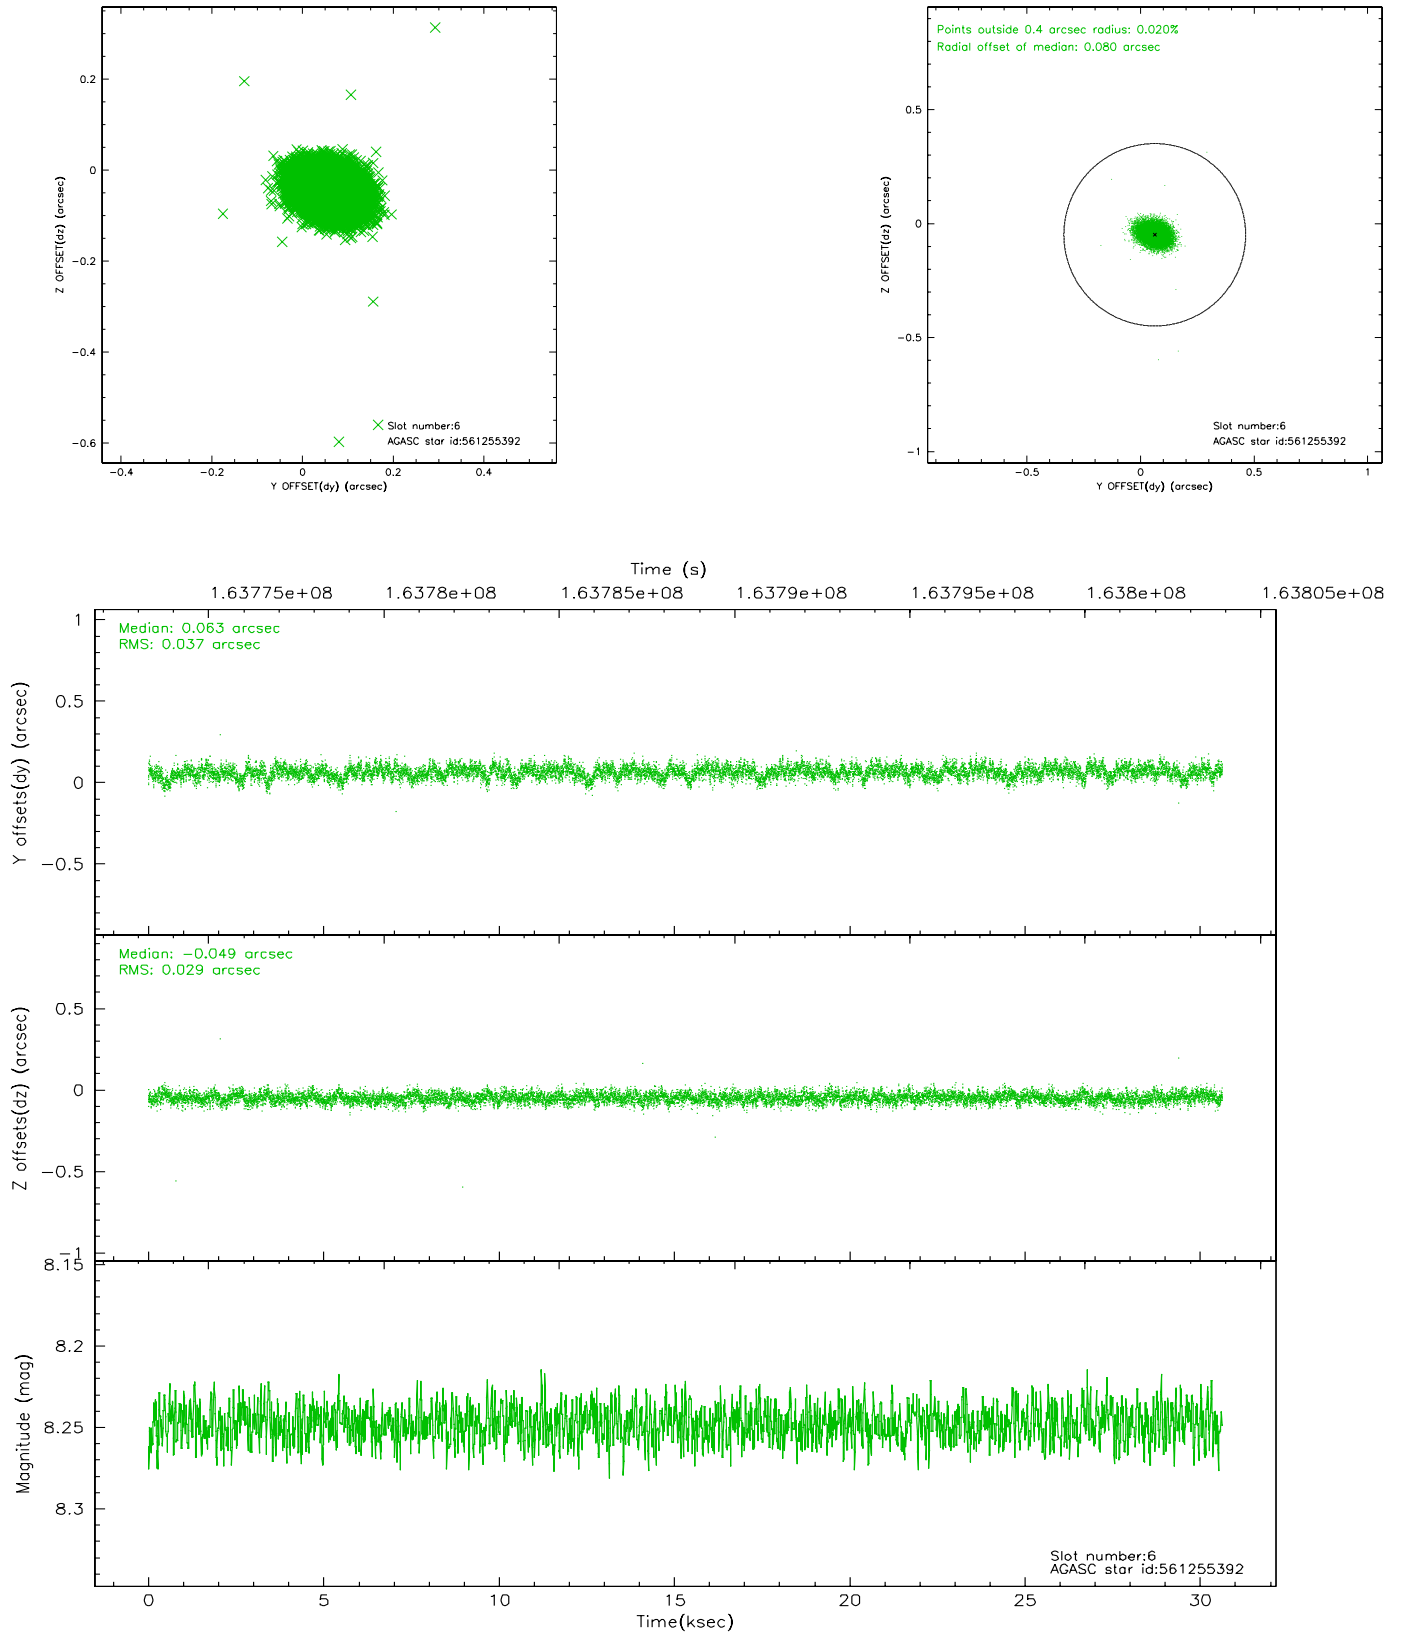 0.2
0
−0.2
−0.4
−0.6
Z OFFSET(dz) (arcsec)
−0.4 −0.2 0 0.2 0.4
Y OFFSET(dy) (arcsec)
Slot number:6
AGASC star id:561255392
Points outside 0.4 arcsec radius: 0.020%
Radial offset of median: 0.080 arcsec
0.5
0
−0.5
−1
Z OFFSET(dz) (arcsec)
−0.5 0 0.5 1
Y OFFSET(dy) (arcsec)
Slot number:6
AGASC star id:561255392
Time (s)
1.63775e+08 1.6378e+08 1.63785e+08 1.6379e+08 1.63795e+08 1.638e+08 1.63805e+08
Median: 0.063 arcsec
RMS: 0.037 arcsec
1
0.5
0
−0.5
Y offsets(dy) (arcsec)
Median: −0.049 arcsec
RMS: 0.029 arcsec
0.5
0
−0.5
−1
Z offsets(dz) (arcsec)
8.15
8.2
8.25
8.3
Magnitude (mag)
Slot number:6
AGASC star id:561255392
0 5 10 15 20 25 30
Time(ksec)